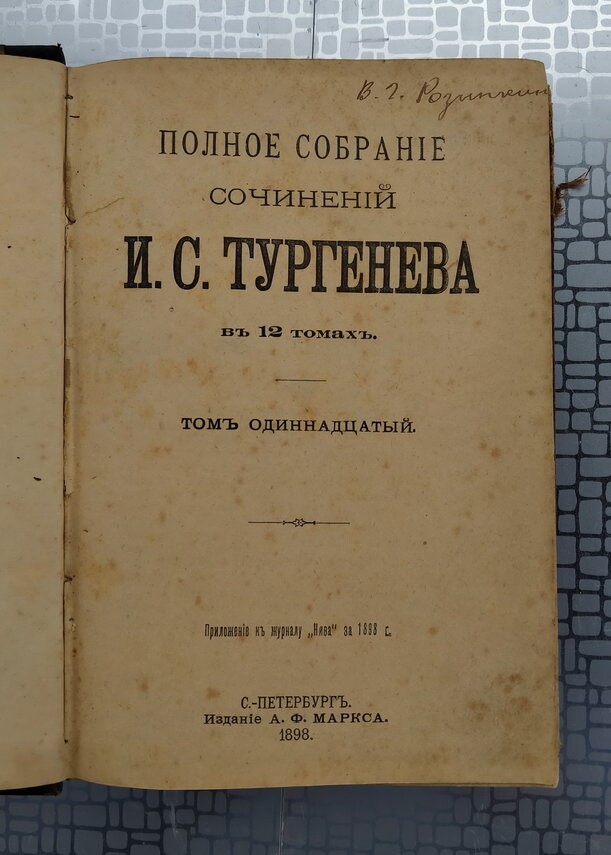 В. Г. Розинкин
ПОЛНОЕ СОБРАНІЕ
СОЧИНЕНІЙ
И. С. ТУРГЕНЕВА
въ 12 томахъ.
ТОМЪ ОДИННАДЦАТЫЙ.
Приложеніе къ журналу „Нива“ за 1898 г.
С.-ПЕТЕРБУРГЪ.
Изданіе А. Ф. МАРКСА.
1898.